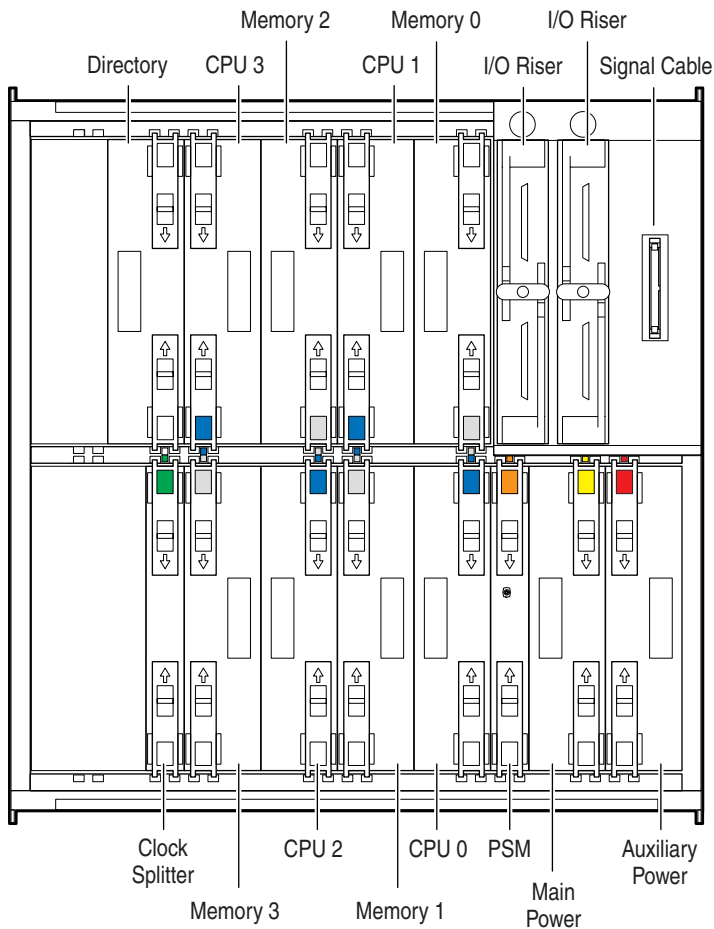 Memory 2
Memory 0
I/O Riser
Directory
CPU 3
CPU 1
I/O Riser
Signal Cable
Clock
Splitter
CPU 2
CPU 0
PSM
Auxiliary
Power
Memory 3
Memory 1
Main
Power